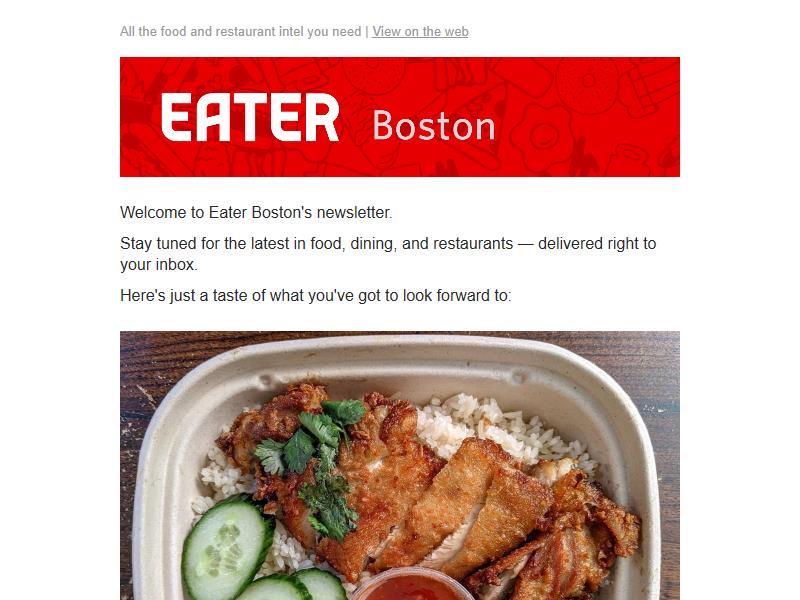 All the food and restaurant intel you need | View on the web
EATER Boston
Welcome to Eater Boston's newsletter.
Stay tuned for the latest in food, dining, and restaurants — delivered right to
your inbox.
Here's just a taste of what you've got to look forward to: